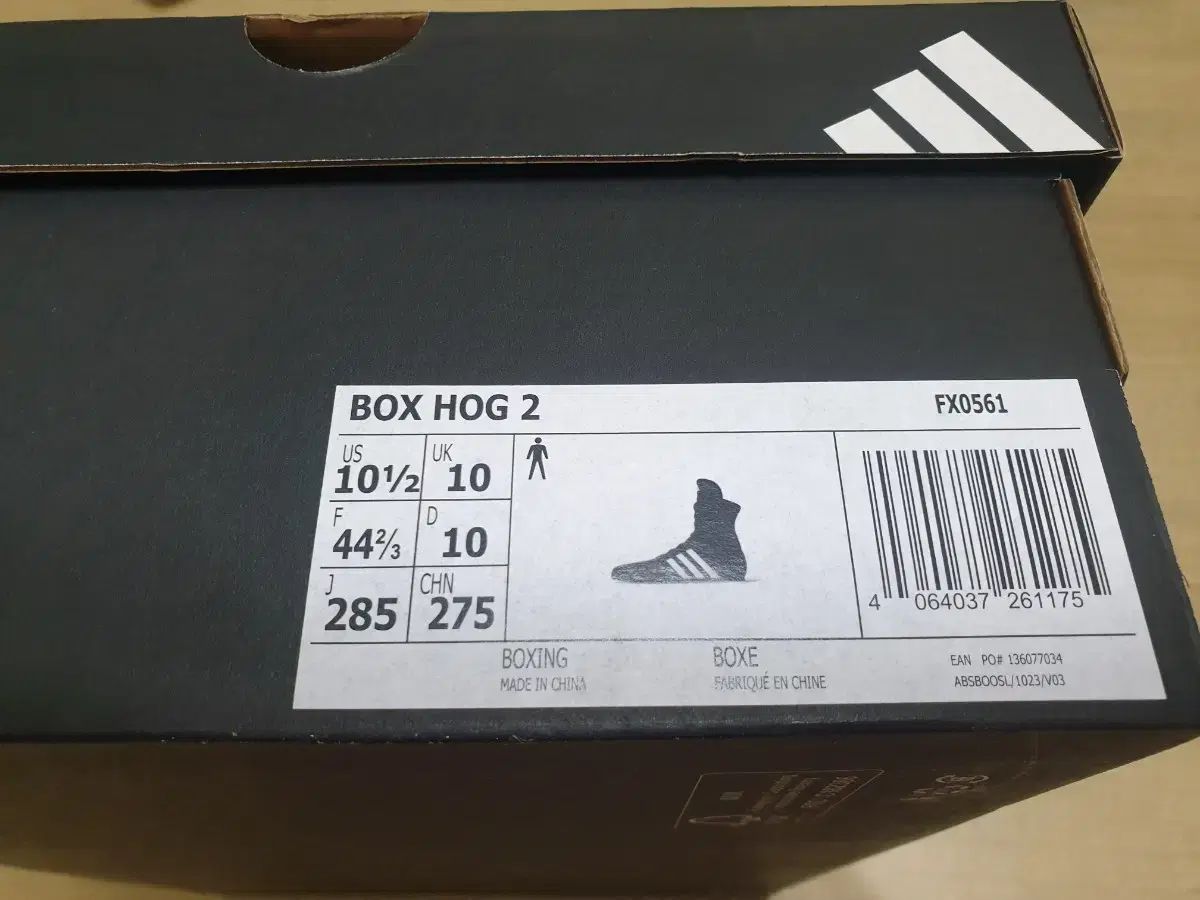 BOX HOG 2
FX0561
US
10½
UK
10
F
44⅔
D
10
J
285
CHN
275
4 064037 261175
BOXING
BOXE
MADE IN CHINA
FABRIQUÉ EN CHINE
EAN PO# 136077034
ABSBOOSL/1023/V03